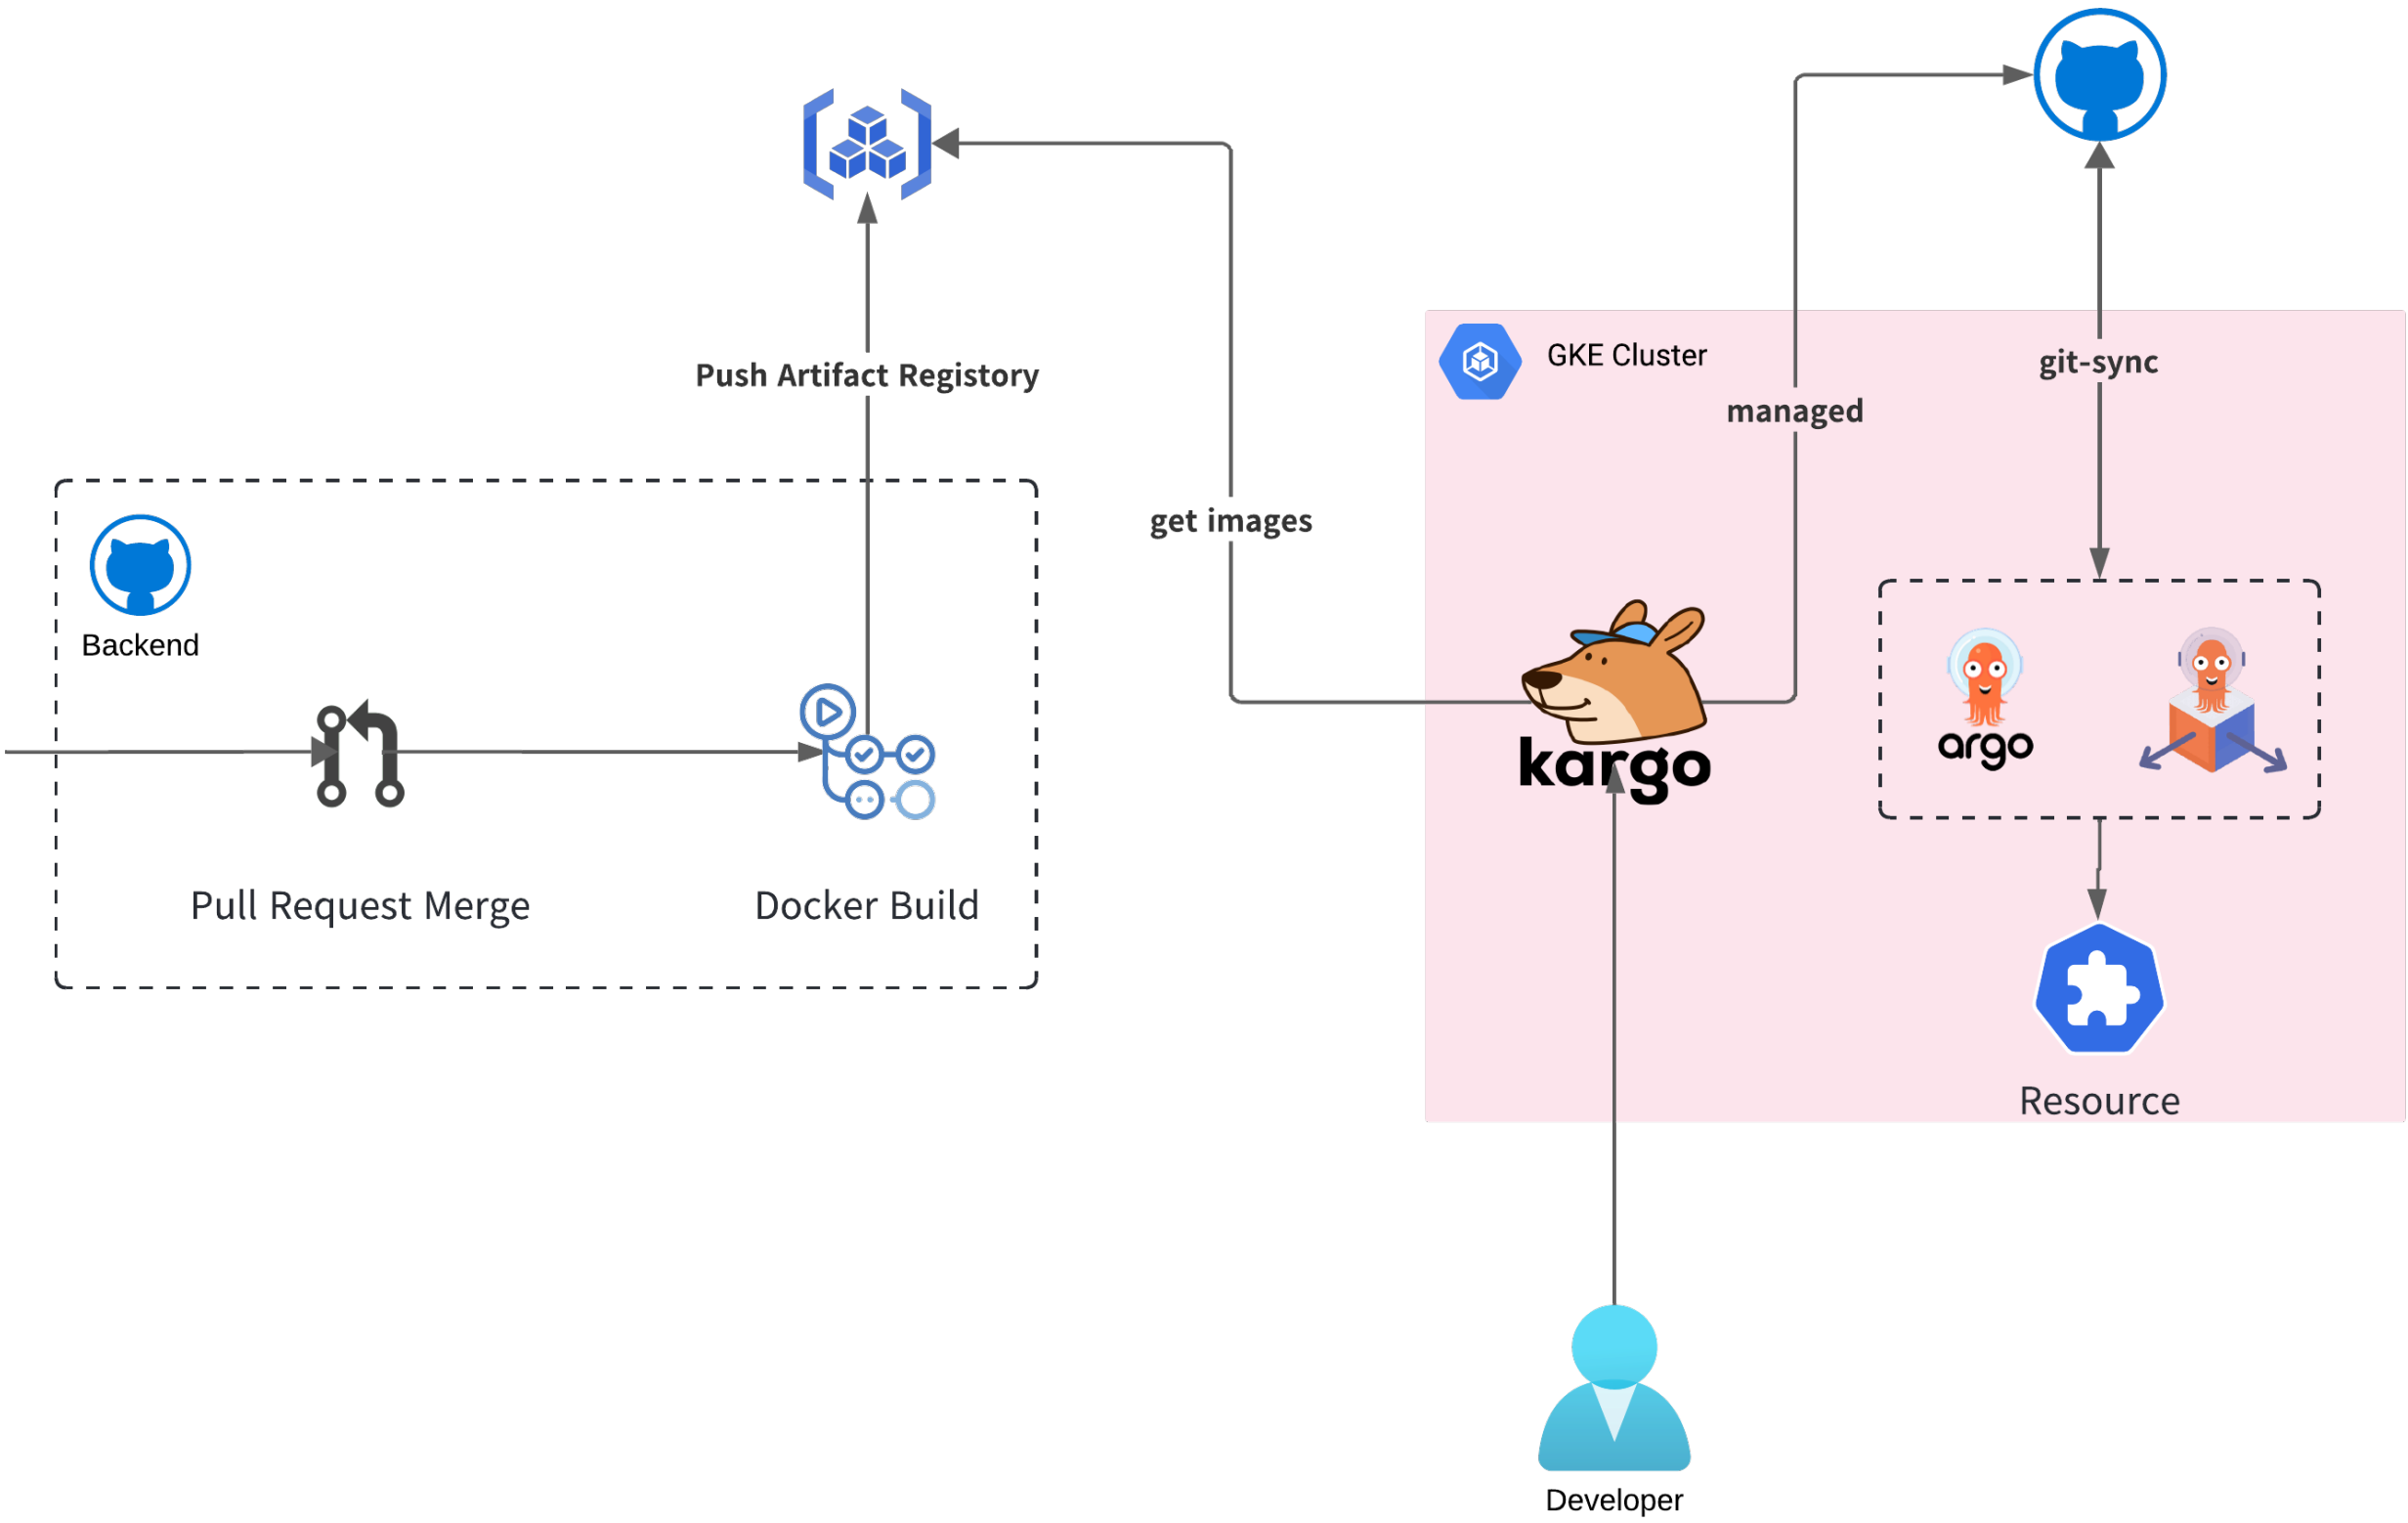 Push Artifact Registory
GKE Cluster
git-sync
managed
get images
Backend
kargo
argo
Pull Request Merge
Docker Build
Resource
Developer